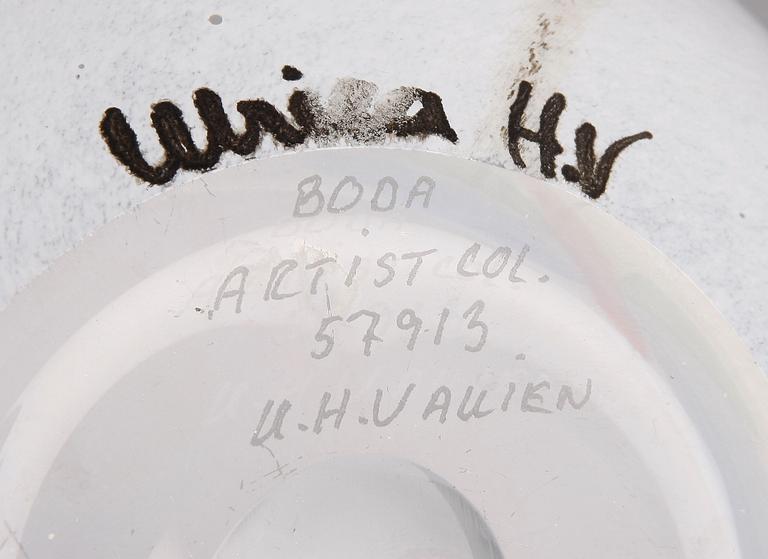 Ulrica H.V
BODA
ARTIST COL.
57913
U.H.VALLIEN